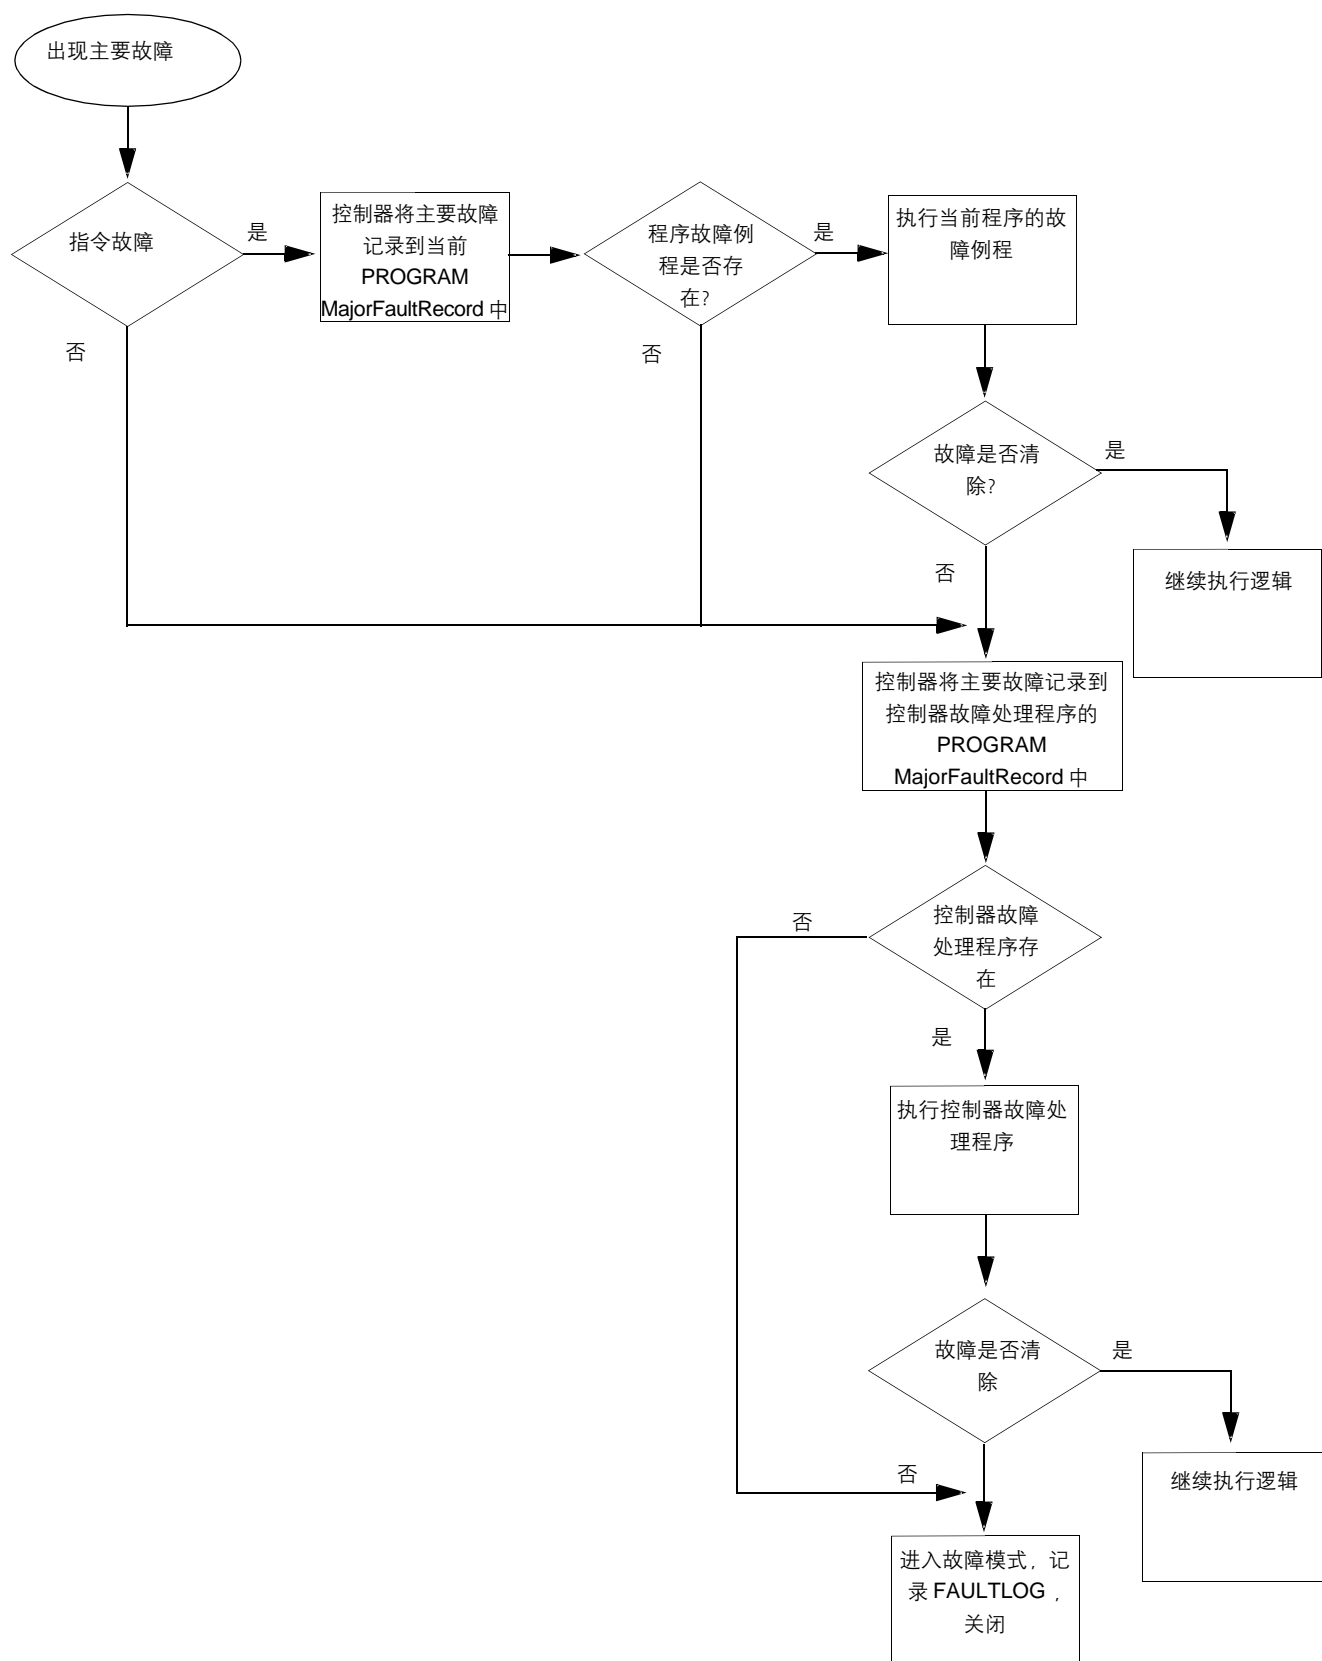 出现主要故障
指令故障
是
否
控制器将主要故障
记录到当前
PROGRAM
MajorFaultRecord 中
程序故障例
程是否存
在?
是
否
执行当前程序的故
障例程
故障是否清
除?
是
否
继续执行逻辑
控制器将主要故障记录到
控制器故障处理程序的
PROGRAM
MajorFaultRecord 中
控制器故障
处理程序存
在
否
是
执行控制器故障处
理程序
故障是否清
除
是
否
继续执行逻辑
进入故障模式，记
录 FAULTLOG，
关闭